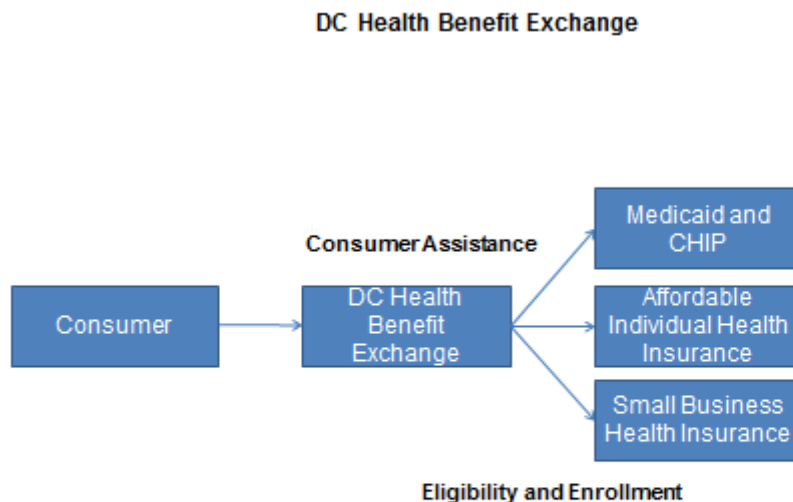 DC Health Benefit Exchange
Medicaid and
CHIP
Consumer Assistance
Consumer
DC Health
Benefit
Exchange
Affordable
Individual Health
Insurance
Small Business
Health Insurance
Eligibility and Enrollment